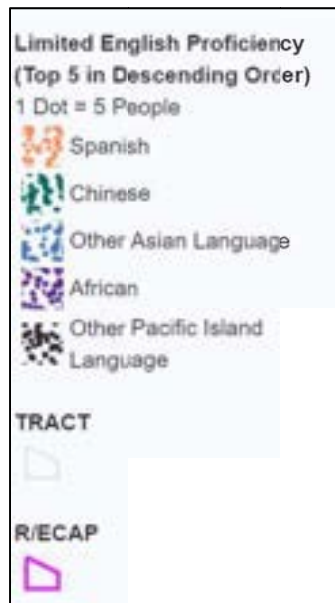 Limited English Proficiency
(Top 5 in Descending Order)
1 Dot = 5 People
Spanish
Chinese
Other Asian Language
African
Other Pacific Island
Language
TRACT
R/ECAP